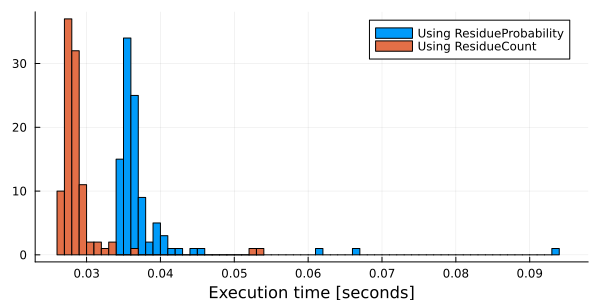 Using ResidueProbability
Using ResidueCount
30
20
10
0
0.03 0.04 0.05 0.06 0.07 0.08 0.09
Execution time [seconds]